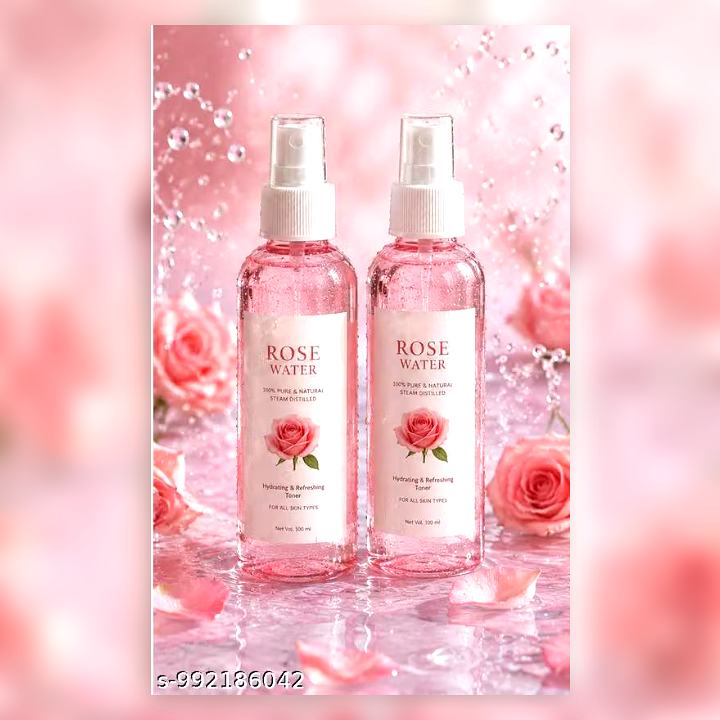 ROSE
WATER
100% PURE & NATURAL
STEAM DISTILLED
Hydrating & Refreshing
Toner
FOR ALL SKIN TYPES
Net Vol. 100 ml
ROSE
WATER
100% PURE & NATURAL
STEAM DISTILLED
Hydrating & Refreshing
Toner
FOR ALL SKIN TYPES
Net Vol. 100 ml
s-992186042